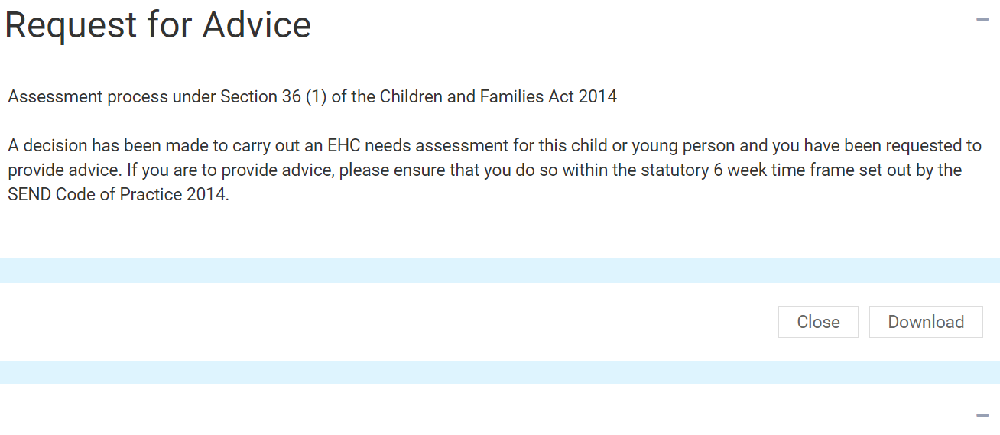 Request for Advice
Assessment process under Section 36 (1) of the Children and Families Act 2014
A decision has been made to carry out an EHC needs assessment for this child or young person and you have been requested to
provide advice. If you are to provide advice, please ensure that you do so within the statutory 6 week time frame set out by the
SEND Code of Practice 2014.
Close Download